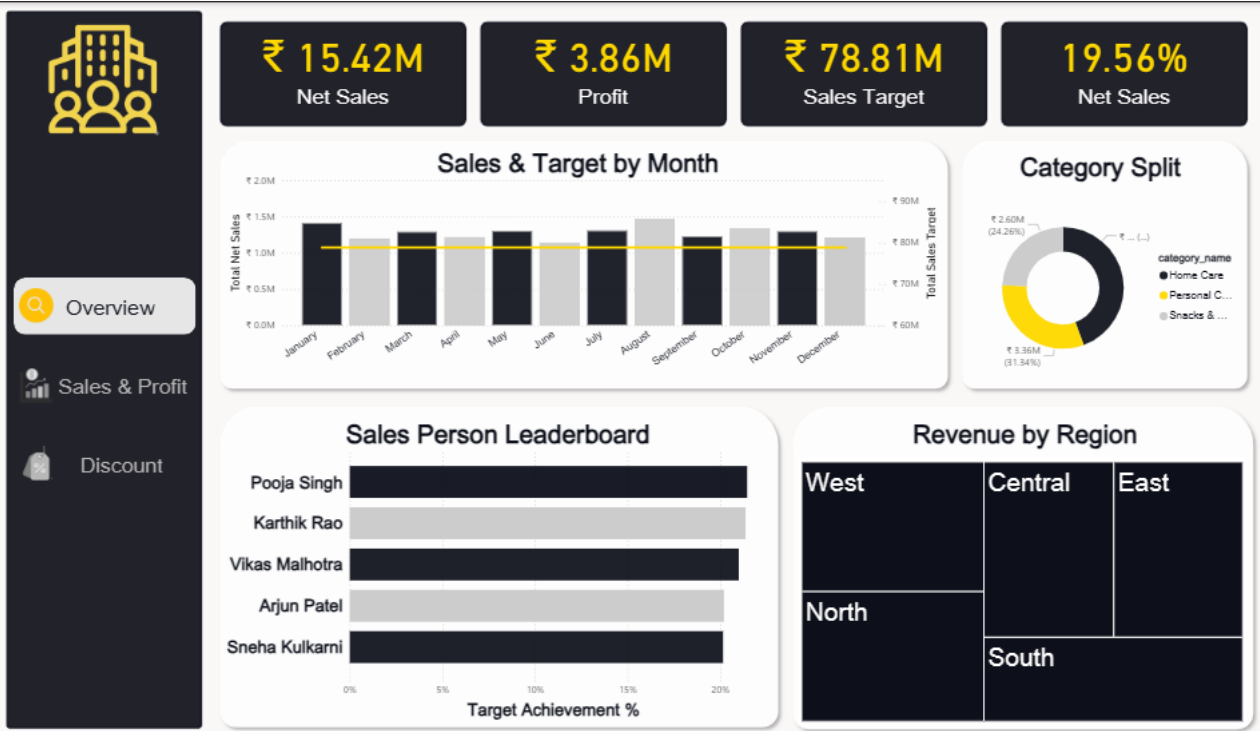 ₹ 15.42M
Net Sales
₹ 3.86M
Profit
₹ 78.81M
Sales Target
19.56%
Net Sales
Overview
Sales & Profit
Discount
Sales & Target by Month
Total Net Sales
₹ 2.0M
₹ 1.5M
₹ 1.0M
₹ 0.5M
₹ 0.0M
January
February
March
April
May
June
July
August
September
October
November
December
₹ 90M
₹ 80M
₹ 70M
₹ 60M
Total Sales Target
Category Split
₹ 2.60M
(24.26%)
₹ ... (...)
₹ 3.36M
(31.34%)
category_name
Home Care
Personal C...
Snacks & ...
Sales Person Leaderboard
Pooja Singh
Karthik Rao
Vikas Malhotra
Arjun Patel
Sneha Kulkarni
0% 5% 10% 15% 20%
Target Achievement %
Revenue by Region
West
Central
East
North
South